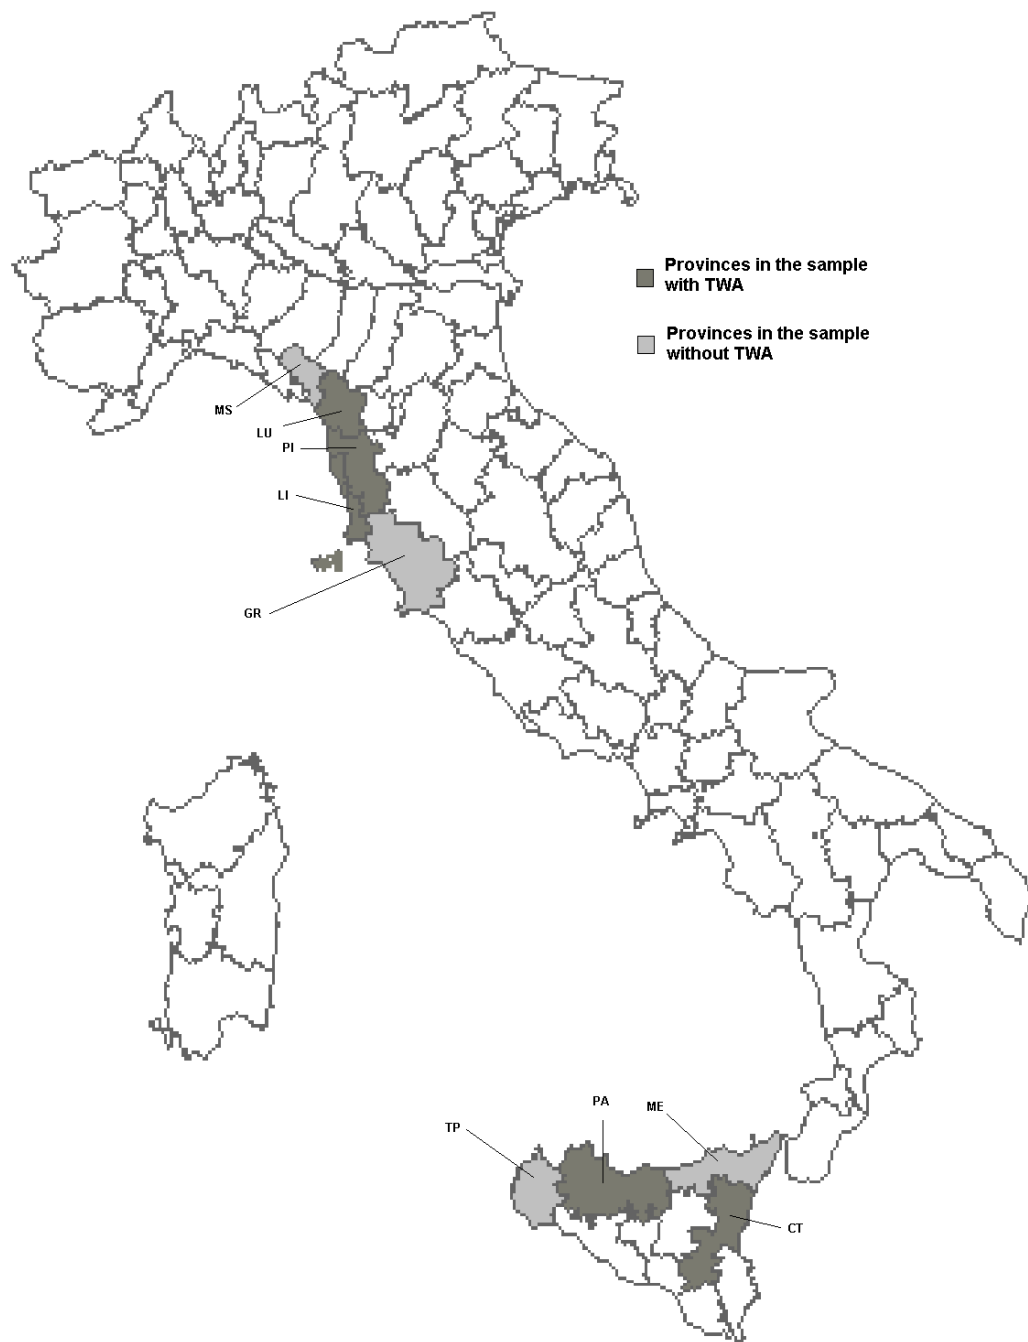 Provinces in the sample
with TWA
Provinces in the sample
without TWA
MS
LU
PI
LI
GR
PA
ME
TP
CT